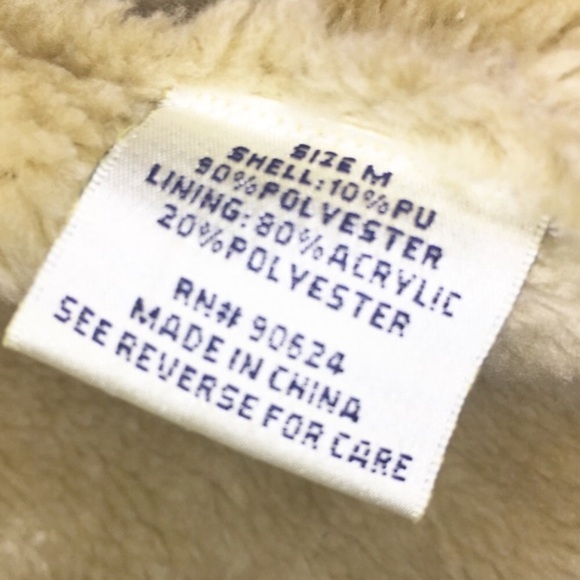 SIZE M
SHELL: 10% PU
90% POLYESTER
LINING: 80% ACRYLIC
20% POLYESTER
RN# 90624
MADE IN CHINA
SEE REVERSE FOR CARE